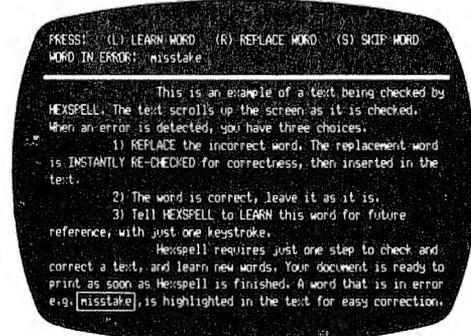 PRESS: (L) LEARN WORD (R) REPLACE WORD (S) SKIP WORD
WORD IN ERROR: misstake
This is an example of a text being checked by
HEXSPELL. The text scrolls up the screen as it is checked.
When an error is detected, you have three choices.
1) REPLACE the incorrect word. The replacement word
is INSTANTLY RE-CHECKED for correctness, then inserted in the
text.
2) The word is correct, leave it as it is.
3) Tell HEXSPELL to LEARN this word for future
reference, with just one keystroke.
Hexspell requires just one step to check and
correct a text, and learn new words. Your document is ready to
print as soon as Hexspell is finished. A word that is in error
e.g. misstake, is highlighted in the text for easy correction.